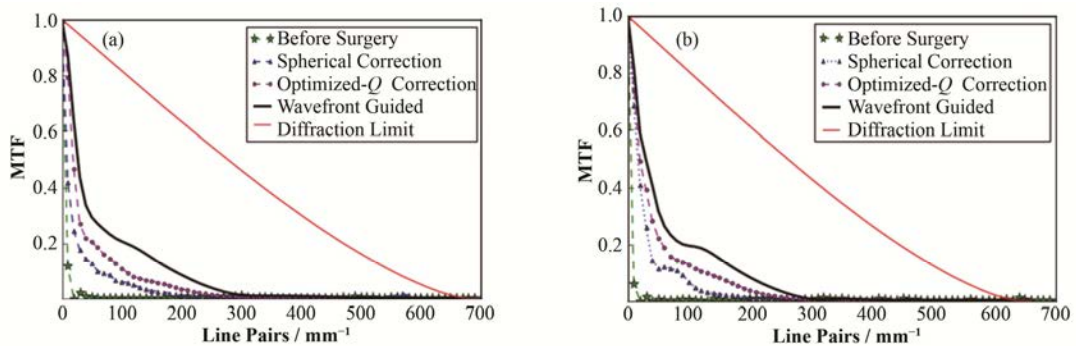 1.0
0.8
0.6
0.4
0.2
MTF
(a)
Before Surgery
Spherical Correction
Optimized-Q Correction
Wavefront Guided
Diffraction Limit
0 100 200 300 400 500 600 700
Line Pairs / mm⁻¹
1.0
0.8
0.6
0.4
0.2
MTF
(b)
Before Surgery
Spherical Correction
Optimized-Q Correction
Wavefront Guided
Diffraction Limit
0 100 200 300 400 500 600 700
Line Pairs / mm⁻¹